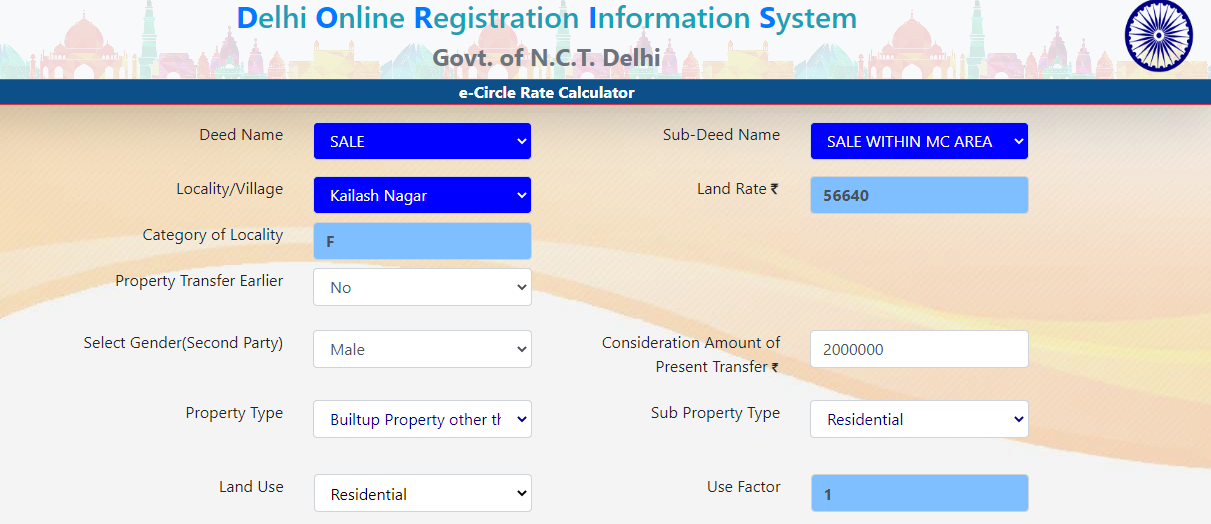 Delhi Online Registration Information System
Govt. of N.C.T. Delhi
e-Circle Rate Calculator
Deed Name SALE Sub-Deed Name SALE WITHIN MC AREA
Locality/Village Kailash Nagar Land Rate ₹ 56640
Category of Locality F
Property Transfer Earlier No
Select Gender(Second Party) Male Consideration Amount of
Present Transfer ₹ 2000000
Property Type Builtup Property other th Sub Property Type Residential
Land Use Residential Use Factor 1